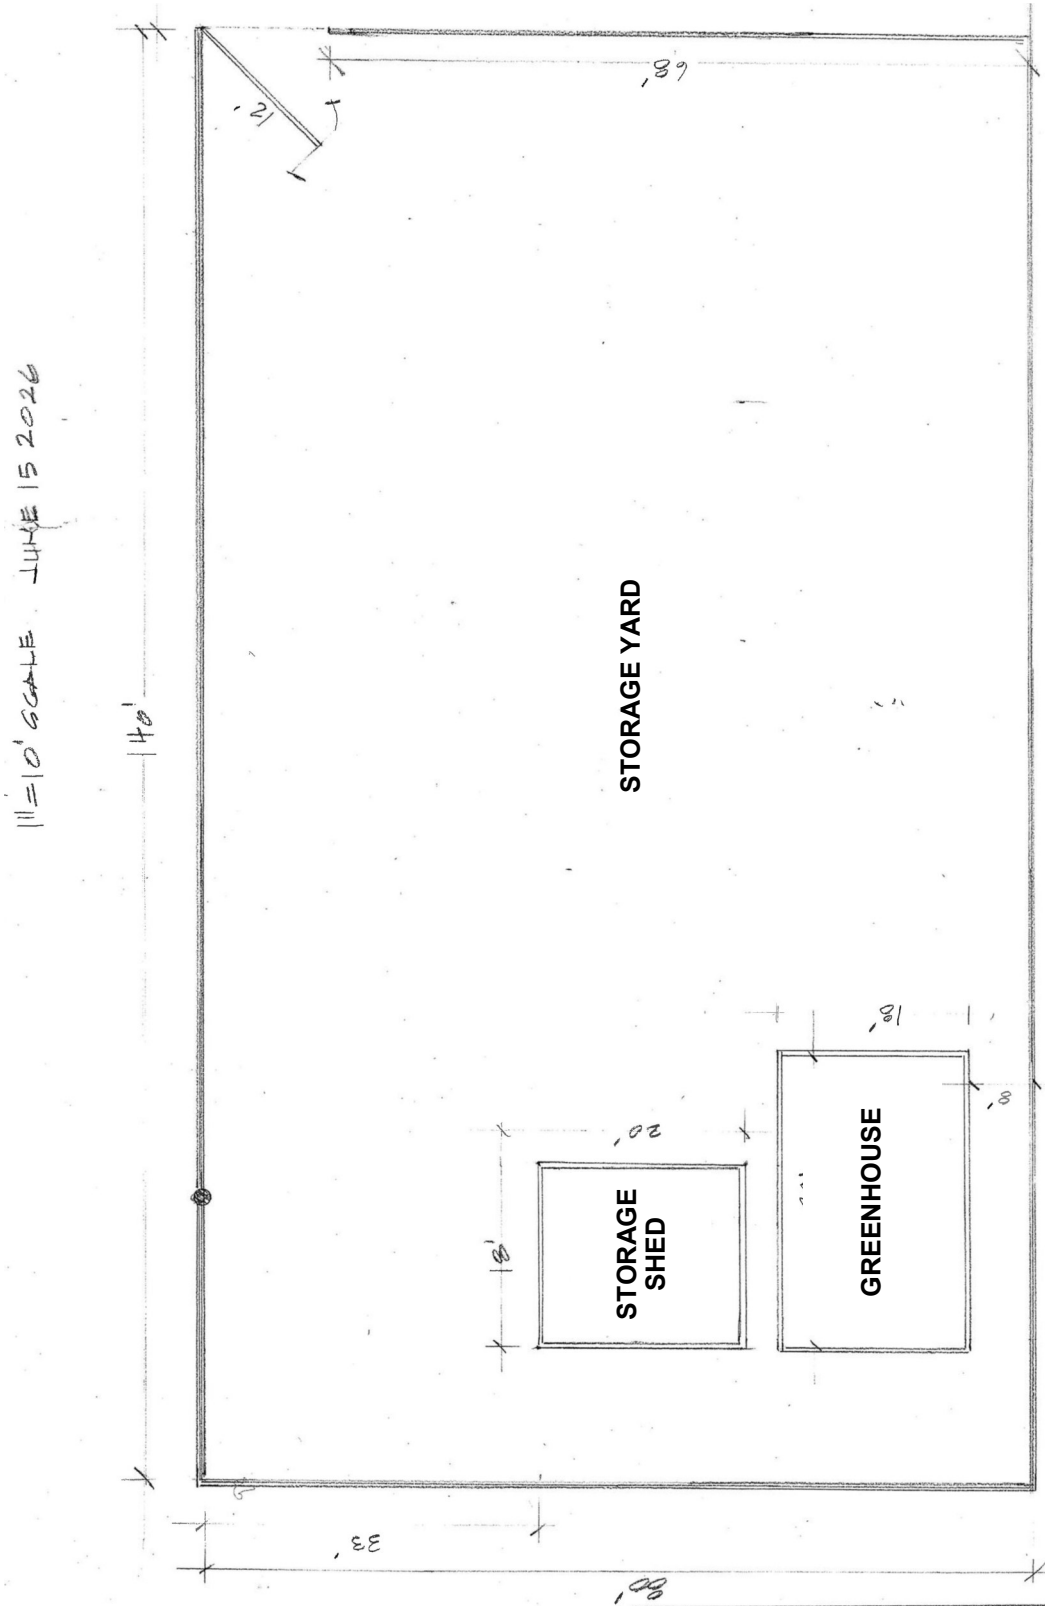 1"=10' SCALE. JUNE 15 2026
140'
12'
68'
STORAGE YARD
18'
8'
20'
18'
STORAGE
SHED
GREENHOUSE
33'
80'